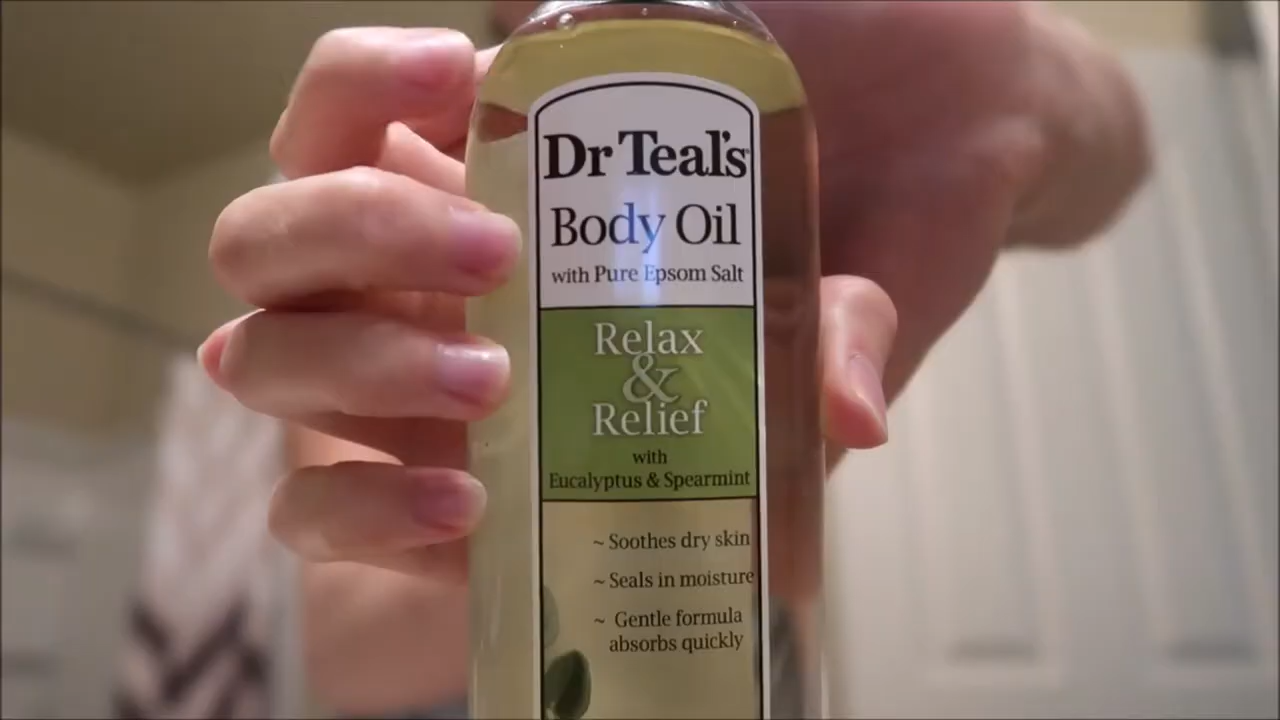 Dr Teal's
Body Oil
with Pure Epsom Salt
Relax
&
Relief
with
Eucalyptus & Spearmint
~ Soothes dry skin
~ Seals in moisture
~ Gentle formula
absorbs quickly